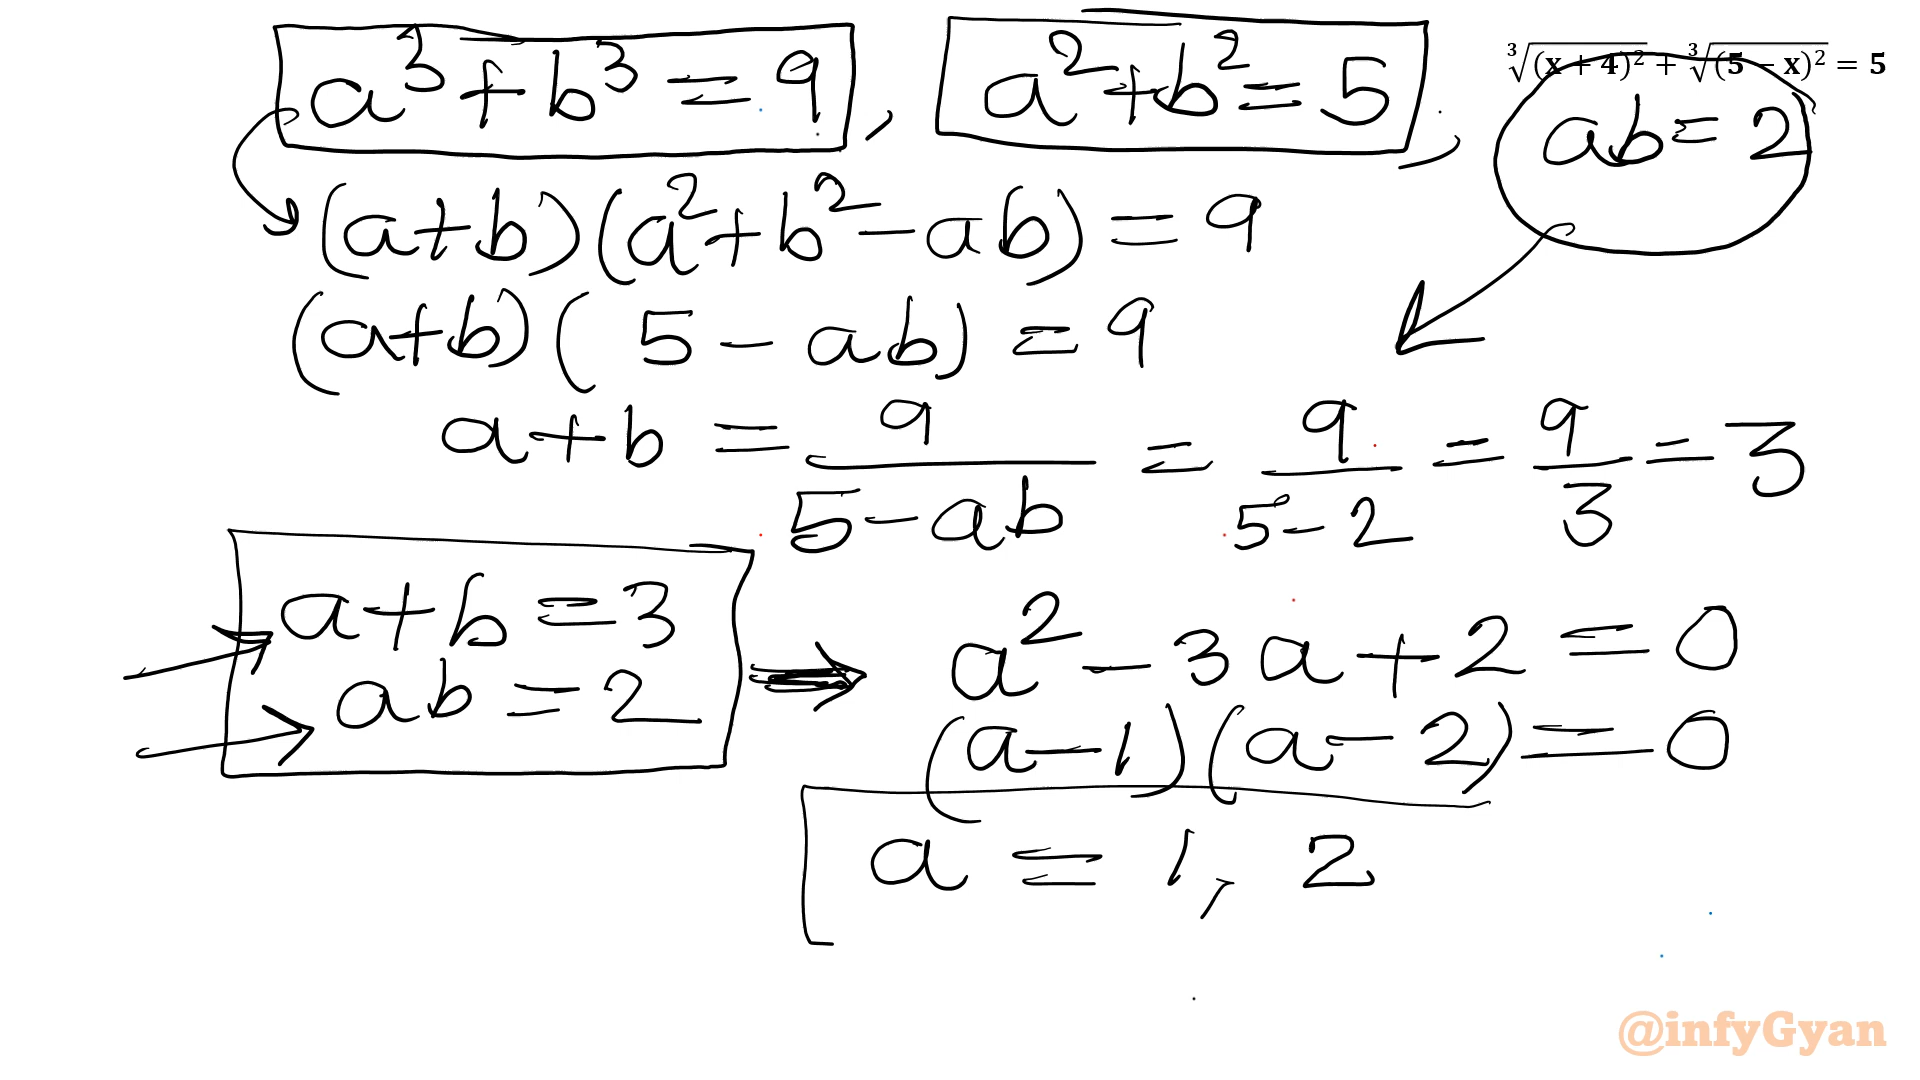 a³ + b³ = 9 , a² + b² = 5 ,
∛(x + 4)² + ∛(5 − x)² = 5
ab = 2
(a+b)(a² + b² − ab) = 9
(a+b)( 5 − ab) = 9
a + b = 9/(5 − ab) = 9/(5 − 2) = 9/3 = 3
a + b = 3
ab = 2
a² − 3a + 2 = 0
(a − 1)(a − 2) = 0
a = 1, 2
@infyGyan